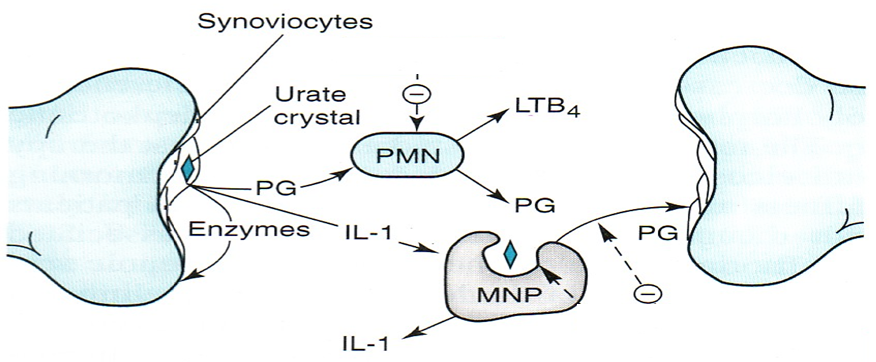 Synoviocytes
Urate
crystal
LTB4
PMN
PG
PG
Enzymes
IL-1
PG
MNP
IL-1